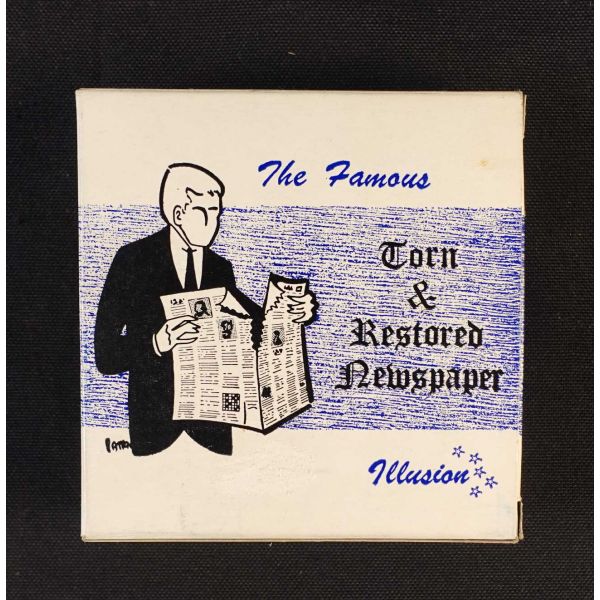 The Famous
Torn
&
Restored
Newspaper
Illusion